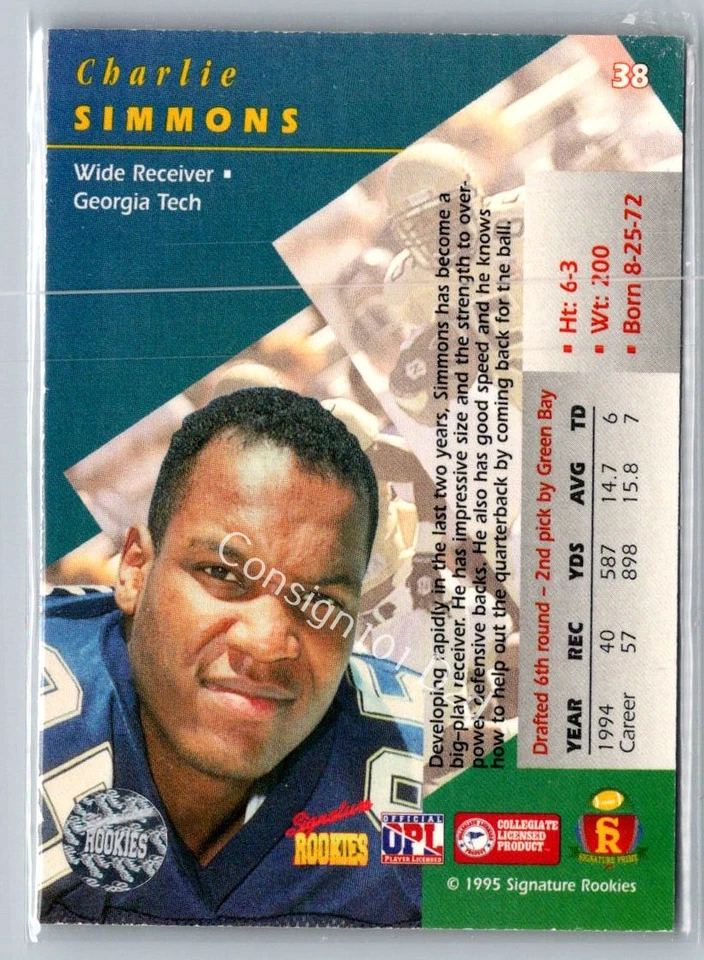 Charlie
SIMMONS
38
Wide Receiver ▪
Georgia Tech
▪ Ht: 6-3
▪ Wt: 200
▪ Born 8-25-72
Developing rapidly in the last two years, Simmons has become a
big-play receiver. He has impressive size and the strength to over-
power defensive backs. He also has good speed and he knows
how to help out the quarterback by coming back for the ball.
Drafted 6th round – 2nd pick by Green Bay
YEAR REC YDS AVG TD
1994 40 587 14.7 6
Career 57 898 15.8 7
Consign101
ROOKIES
Signature
ROOKIES
OFFICIAL
UPL
PLAYER LICENSED
COLLEGIATE
LICENSED
PRODUCT™
SR
SIGNATURE PRIME
© 1995 Signature Rookies